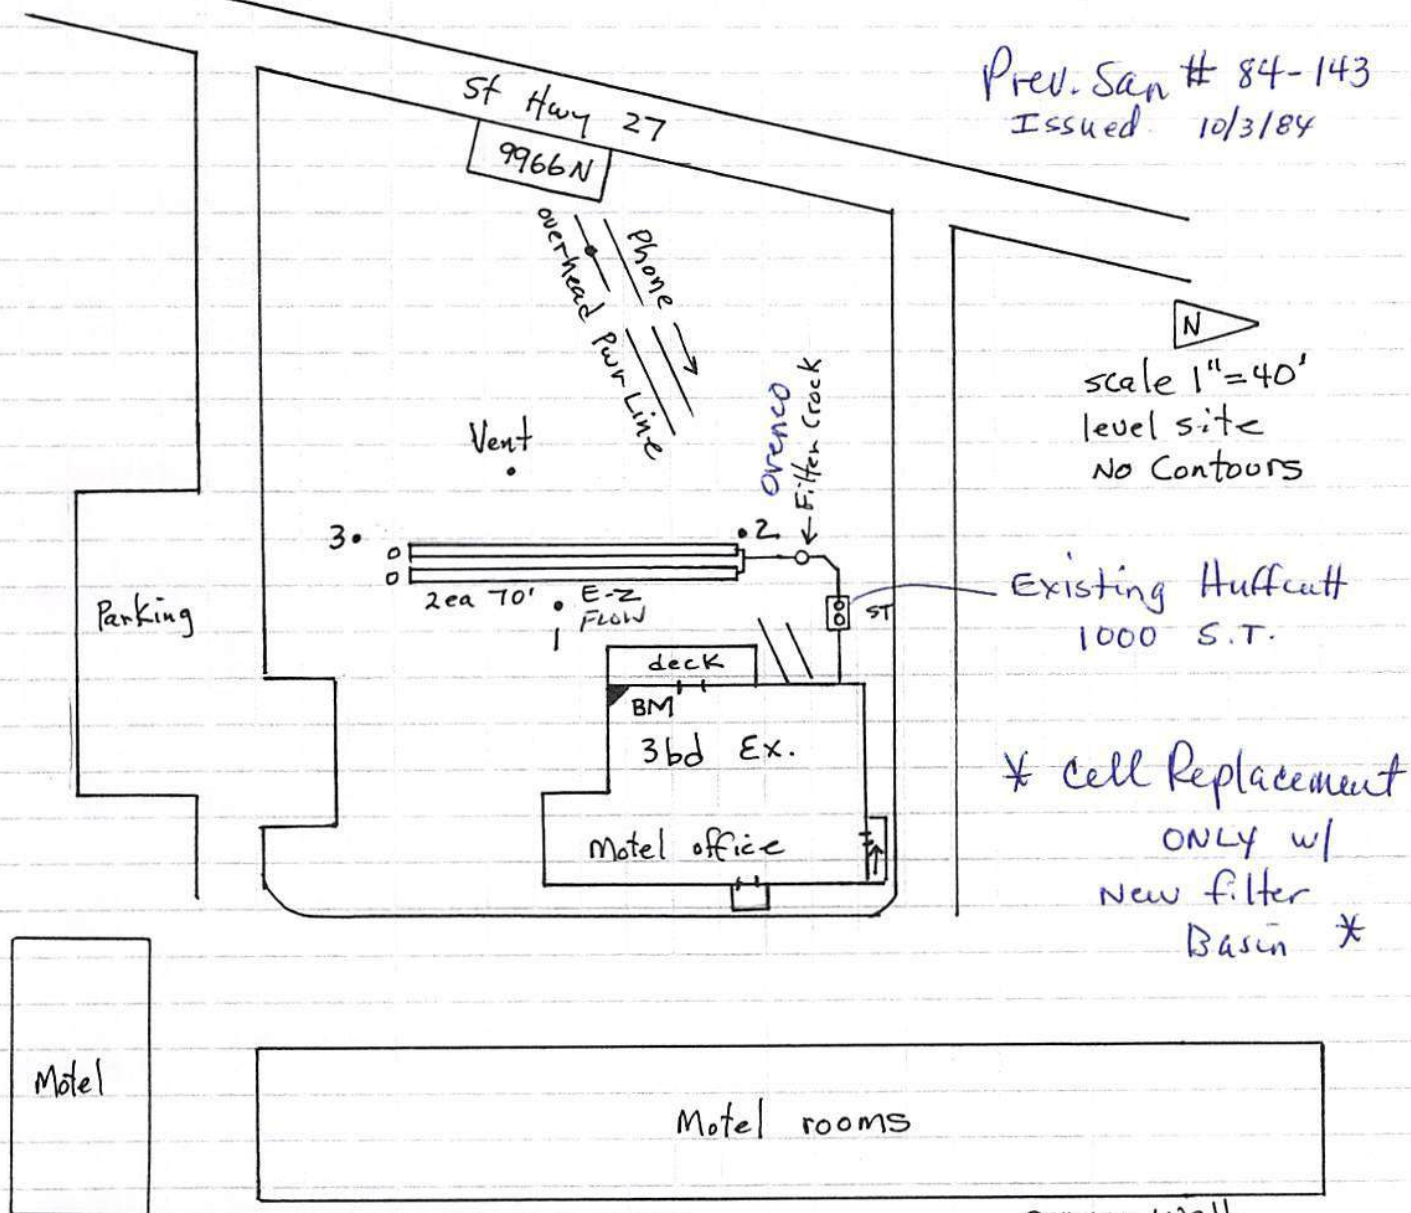 Prev. San # 84-143
Issued 10/3/84
St Hwy 27
9966N
overhead Pwr Line
Phone
N
scale 1"=40'
level site
No Contours
Vent
Orenco
Filter Crock
3
2
2ea 70'
E-Z
FLOW
1
ST
Existing Huffcutt
1000 S.T.
Parking
deck
BM
3bd Ex.
Motel office
* Cell Replacement
ONLY w/
New filter
Basin *
Motel
Motel rooms
Well